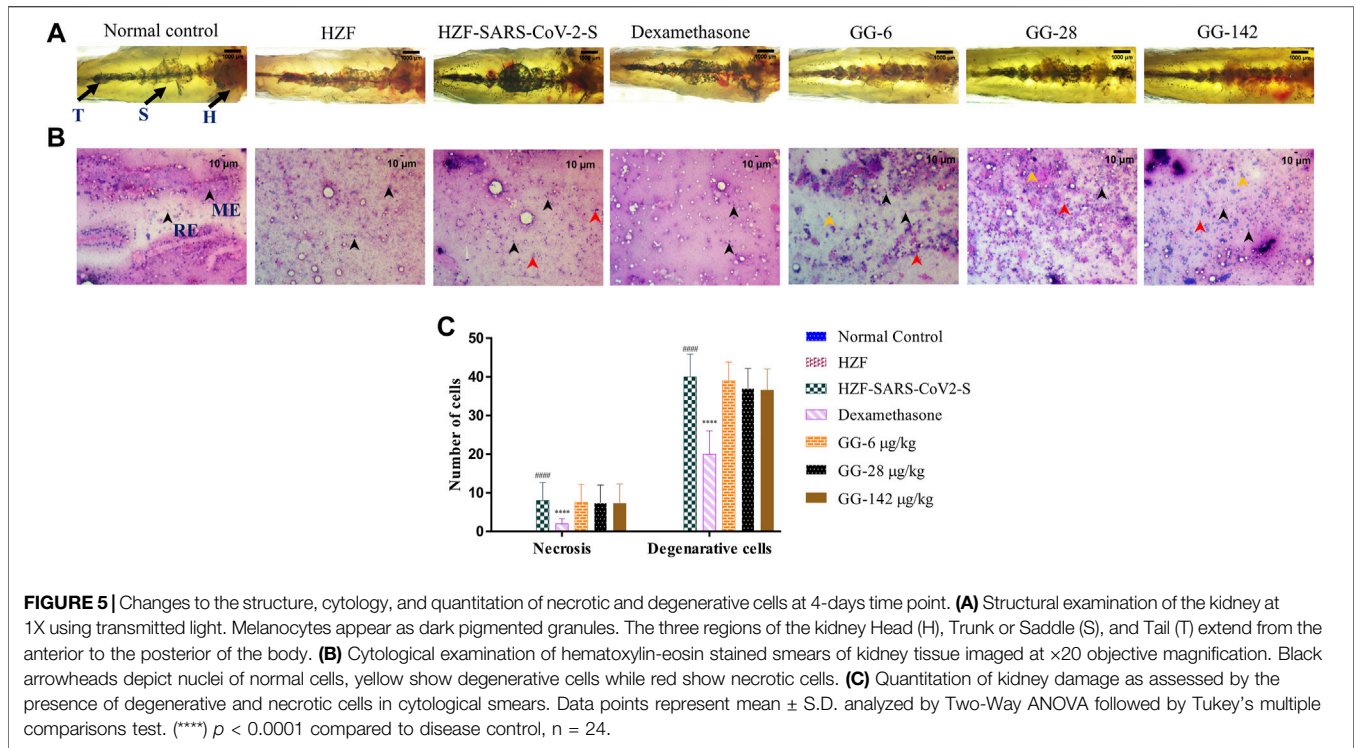 A
Normal control HZF HZF-SARS-CoV-2-S Dexamethasone GG-6 GG-28 GG-142
1000 μm 1000 μm 1000 μm 1000 μm 1000 μm 1000 μm 1000 μm
T S H
B
10 μm 10 μm 10 μm 10 μm 10 μm 10 μm 10 μm
ME
RE
C
Number of cells
50
40
30
20
10
0
####
****
####
****
Necrosis Degenarative cells
Normal Control
HZF
HZF-SARS-CoV2-S
Dexamethasone
GG-6 μg/kg
GG-28 μg/kg
GG-142 μg/kg
FIGURE 5 | Changes to the structure, cytology, and quantitation of necrotic and degenerative cells at 4-days time point. (A) Structural examination of the kidney at
1X using transmitted light. Melanocytes appear as dark pigmented granules. The three regions of the kidney Head (H), Trunk or Saddle (S), and Tail (T) extend from the
anterior to the posterior of the body. (B) Cytological examination of hematoxylin-eosin stained smears of kidney tissue imaged at ×20 objective magnification. Black
arrowheads depict nuclei of normal cells, yellow show degenerative cells while red show necrotic cells. (C) Quantitation of kidney damage as assessed by the
presence of degenerative and necrotic cells in cytological smears. Data points represent mean ± S.D. analyzed by Two-Way ANOVA followed by Tukey's multiple
comparisons test. (****) p < 0.0001 compared to disease control, n = 24.